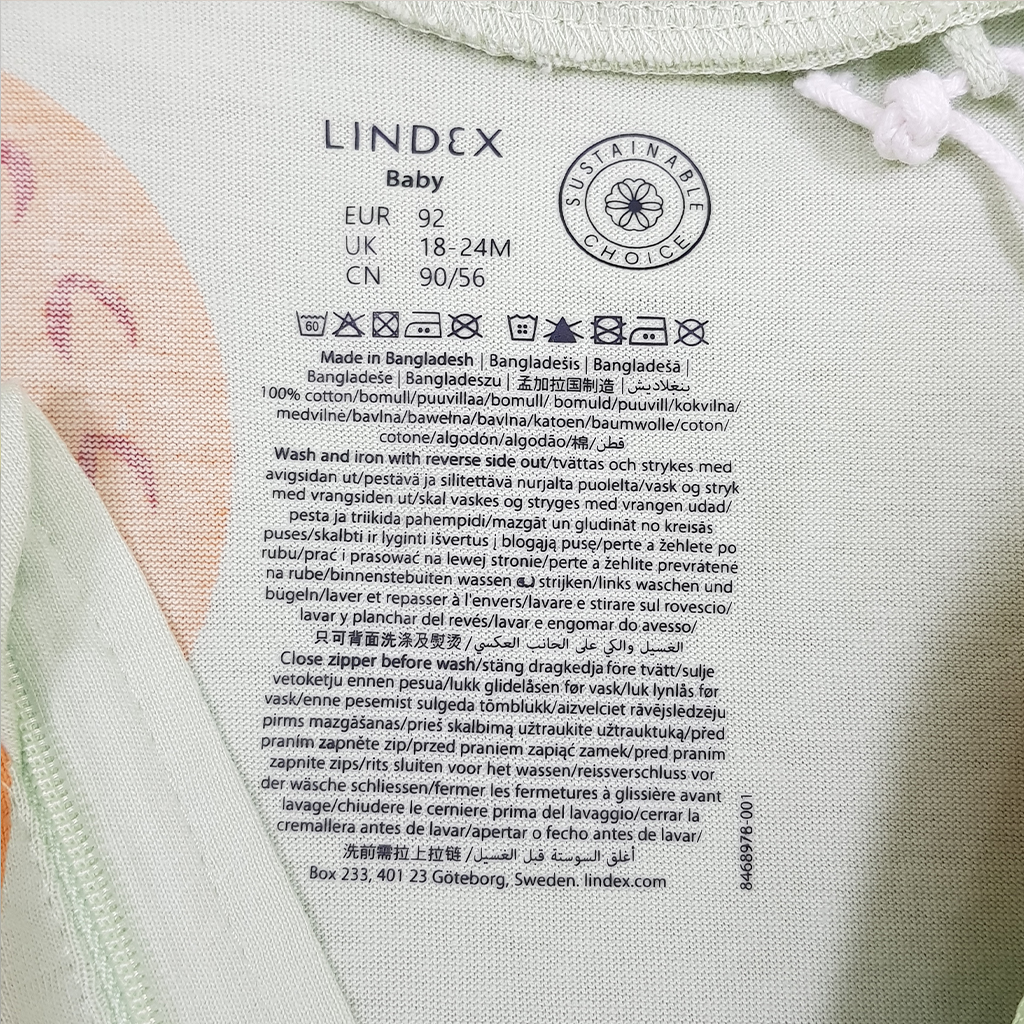 LINDEX
Baby
EUR 92
UK 18-24M
CN 90/56
SUSTAINABLE CHOICE
60
Made in Bangladesh | Bangladešis | Bangladešā |
Bangladeše | Bangladeszu | 孟加拉国制造 | بنغلاديش
100% cotton/bomull/puuvillaa/bomull/ bomuld/puuvill/kokvilna/
medvilnė/bavlna/bawełna/bavlna/katoen/baumwolle/coton/
cotone/algodón/algodão/棉/قطن
Wash and iron with reverse side out/tvättas och strykes med
avigsidan ut/pestävä ja silitettävä nurjalta puolelta/vask og stryk
med vrangsiden ut/skal vaskes og stryges med vrangen udad/
pesta ja triikida pahempidi/mazgāt un gludināt no kreisās
puses/skalbti ir lyginti išvertus į blogąją pusę/perte a žehlete po
rubu/prać i prasować na lewej stronie/perte a žehlite prevrátené
na rube/binnenstebuiten wassen strijken/links waschen und
bügeln/laver et repasser à l'envers/lavare e stirare sul rovescio/
lavar y planchar del revés/lavar e engomar do avesso/
只可背面洗涤及熨烫/الغسيل والكي على الجانب العكسي/
Close zipper before wash/stäng dragkedja före tvätt/sulje
vetoketju ennen pesua/lukk glidelåsen før vask/luk lynlås før
vask/enne pesemist sulgeda tõmblukk/aizvelciet rāvējslēdzēju
pirms mazgāšanas/prieš skalbimą užtraukite užtrauktuką/před
praním zapněte zip/przed praniem zapiąć zamek/pred praním
zapnite zips/rits sluiten voor het wassen/reissverschluss vor
der wäsche schliessen/fermer les fermetures à glissière avant
lavage/chiudere le cerniere prima del lavaggio/cerrar la
cremallera antes de lavar/apertar o fecho antes de lavar/
洗前需拉上拉链/أغلق السوستة قبل الغسيل
Box 233, 401 23 Göteborg, Sweden. lindex.com
8468978-001